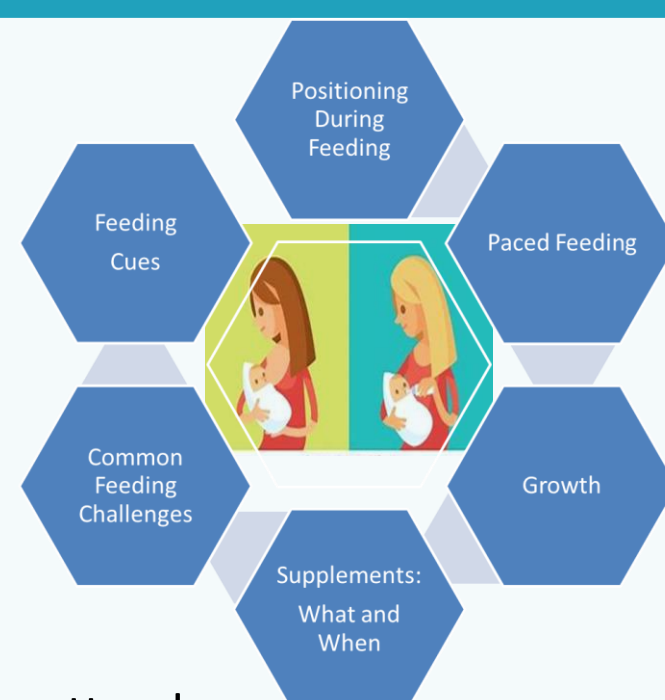 Positioning
During
Feeding
Paced Feeding
Growth
Supplements:
What and
When
Common
Feeding
Challenges
Feeding
Cues